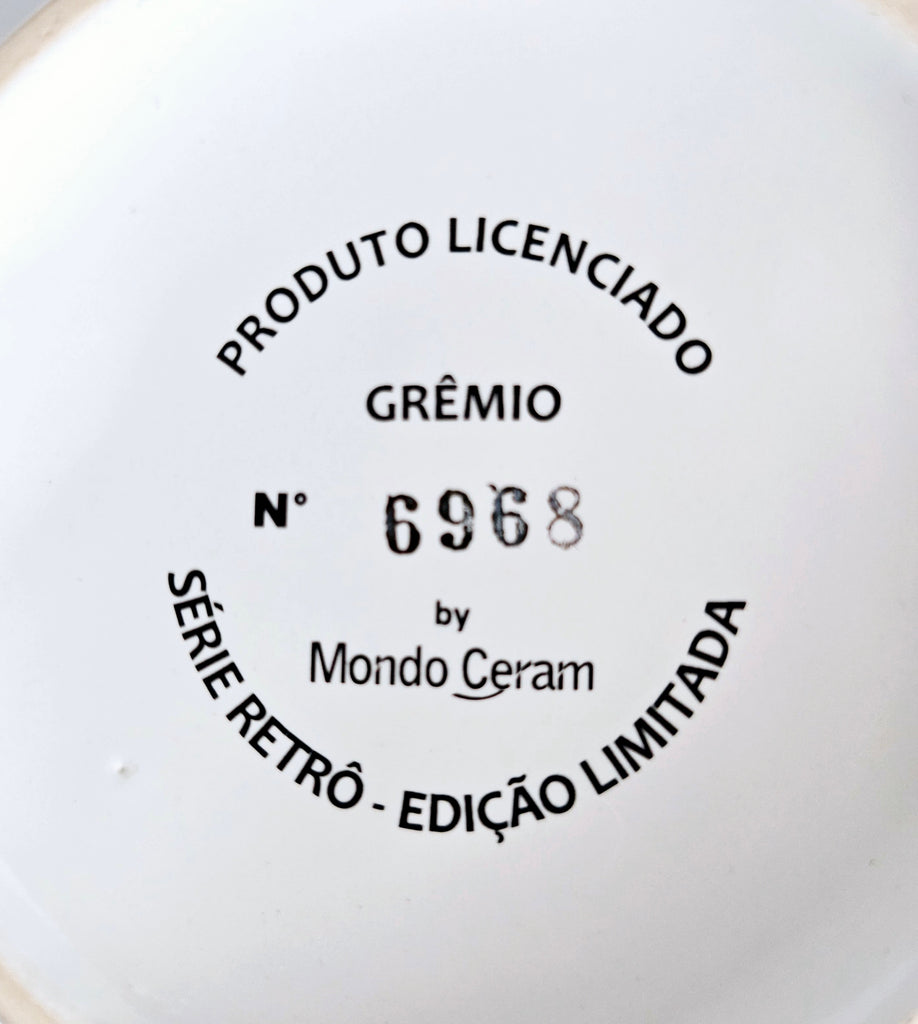 PRODUTO LICENCIADO
GRÊMIO
N° 6968
by
Mondo Ceram
SÉRIE RETRÔ - EDIÇÃO LIMITADA